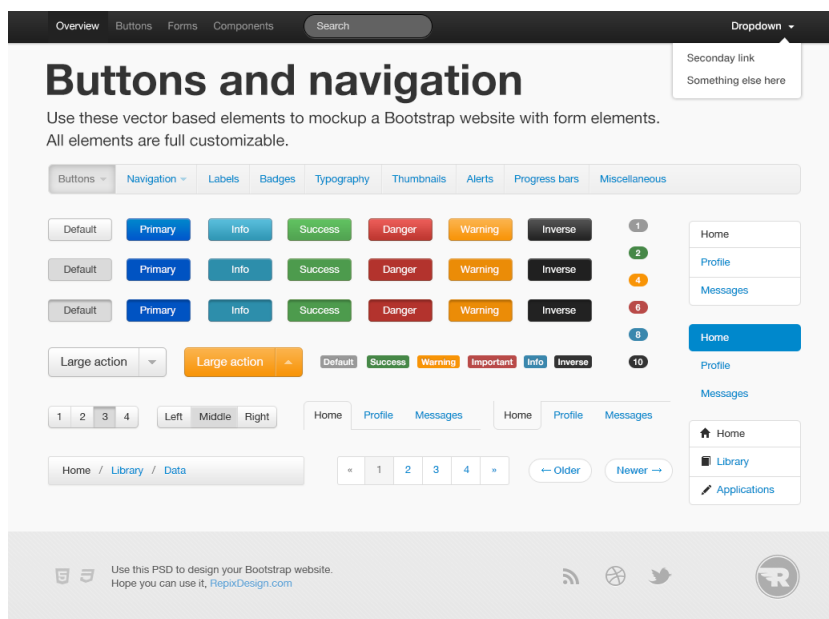 Overview Buttons Forms Components Search Dropdown
Seconday link
Something else here
Buttons and navigation
Use these vector based elements to mockup a Bootstrap website with form elements.
All elements are full customizable.
Buttons Navigation Labels Badges Typography Thumbnails Alerts Progress bars Miscellaneous
Default Primary Info Success Danger Warning Inverse
Default Primary Info Success Danger Warning Inverse
Default Primary Info Success Danger Warning Inverse
1
2
4
6
8
10
Home
Profile
Messages
Home
Profile
Messages
Home
Library
Applications
Large action Large action Default Success Warning Important Info Inverse
1 2 3 4 Left Middle Right Home Profile Messages Home Profile Messages
Home / Library / Data « 1 2 3 4 » ← Older Newer →
Use this PSD to design your Bootstrap website.
Hope you can use it, RepixDesign.com